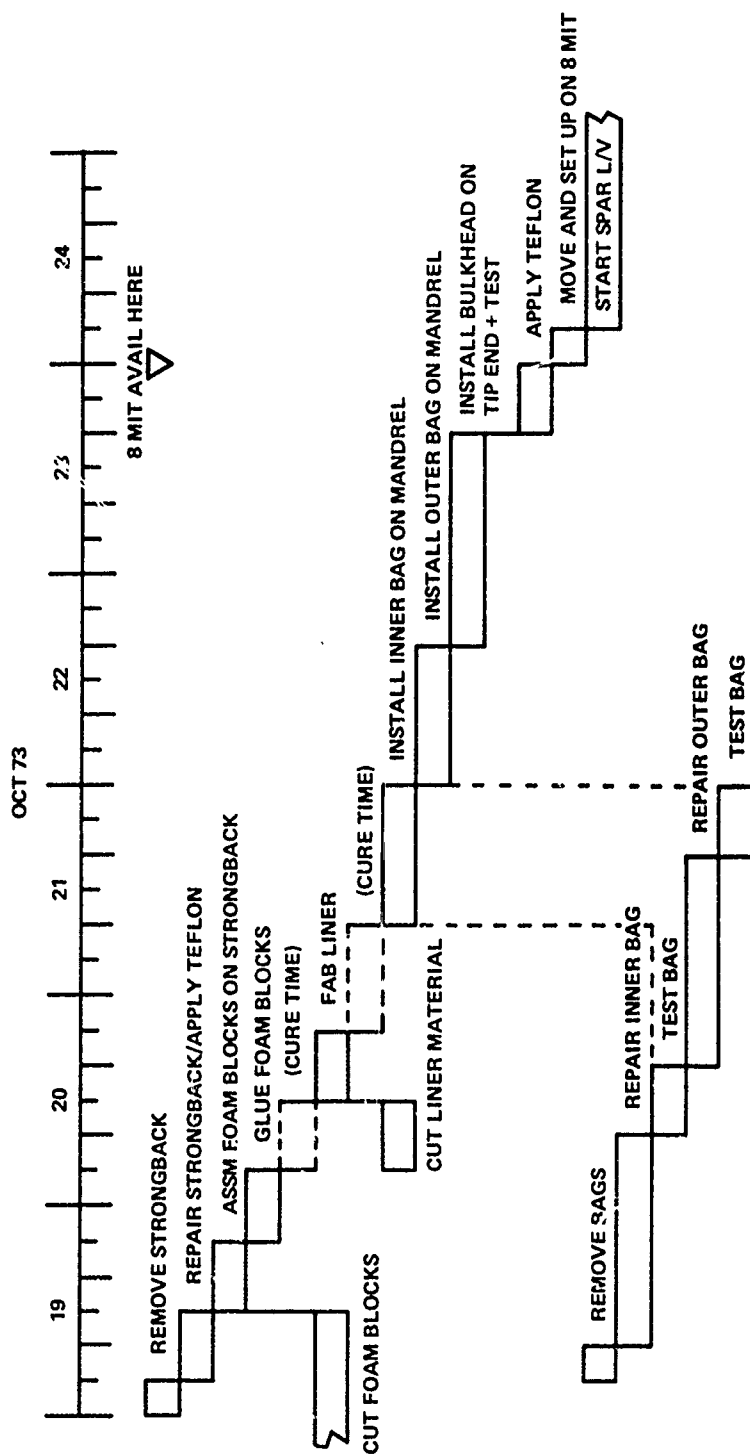 OCT 73
19 20 21 22 23 24
8 MIT AVAIL HERE
REMOVE STRONGBACK
REPAIR STRONGBACK/APPLY TEFLON
ASSM FOAM BLOCKS ON STRONGBACK
GLUE FOAM BLOCKS
(CURE TIME)
FAB LINER
(CURE TIME)
INSTALL INNER BAG ON MANDREL
INSTALL OUTER BAG ON MANDREL
INSTALL BULKHEAD ON
TIP END + TEST
APPLY TEFLON
MOVE AND SET UP ON 8 MIT
START SPAR L/V
CUT FOAM BLOCKS
CUT LINER MATERIAL
REMOVE BAGS
REPAIR INNER BAG
TEST BAG
REPAIR OUTER BAG
TEST BAG